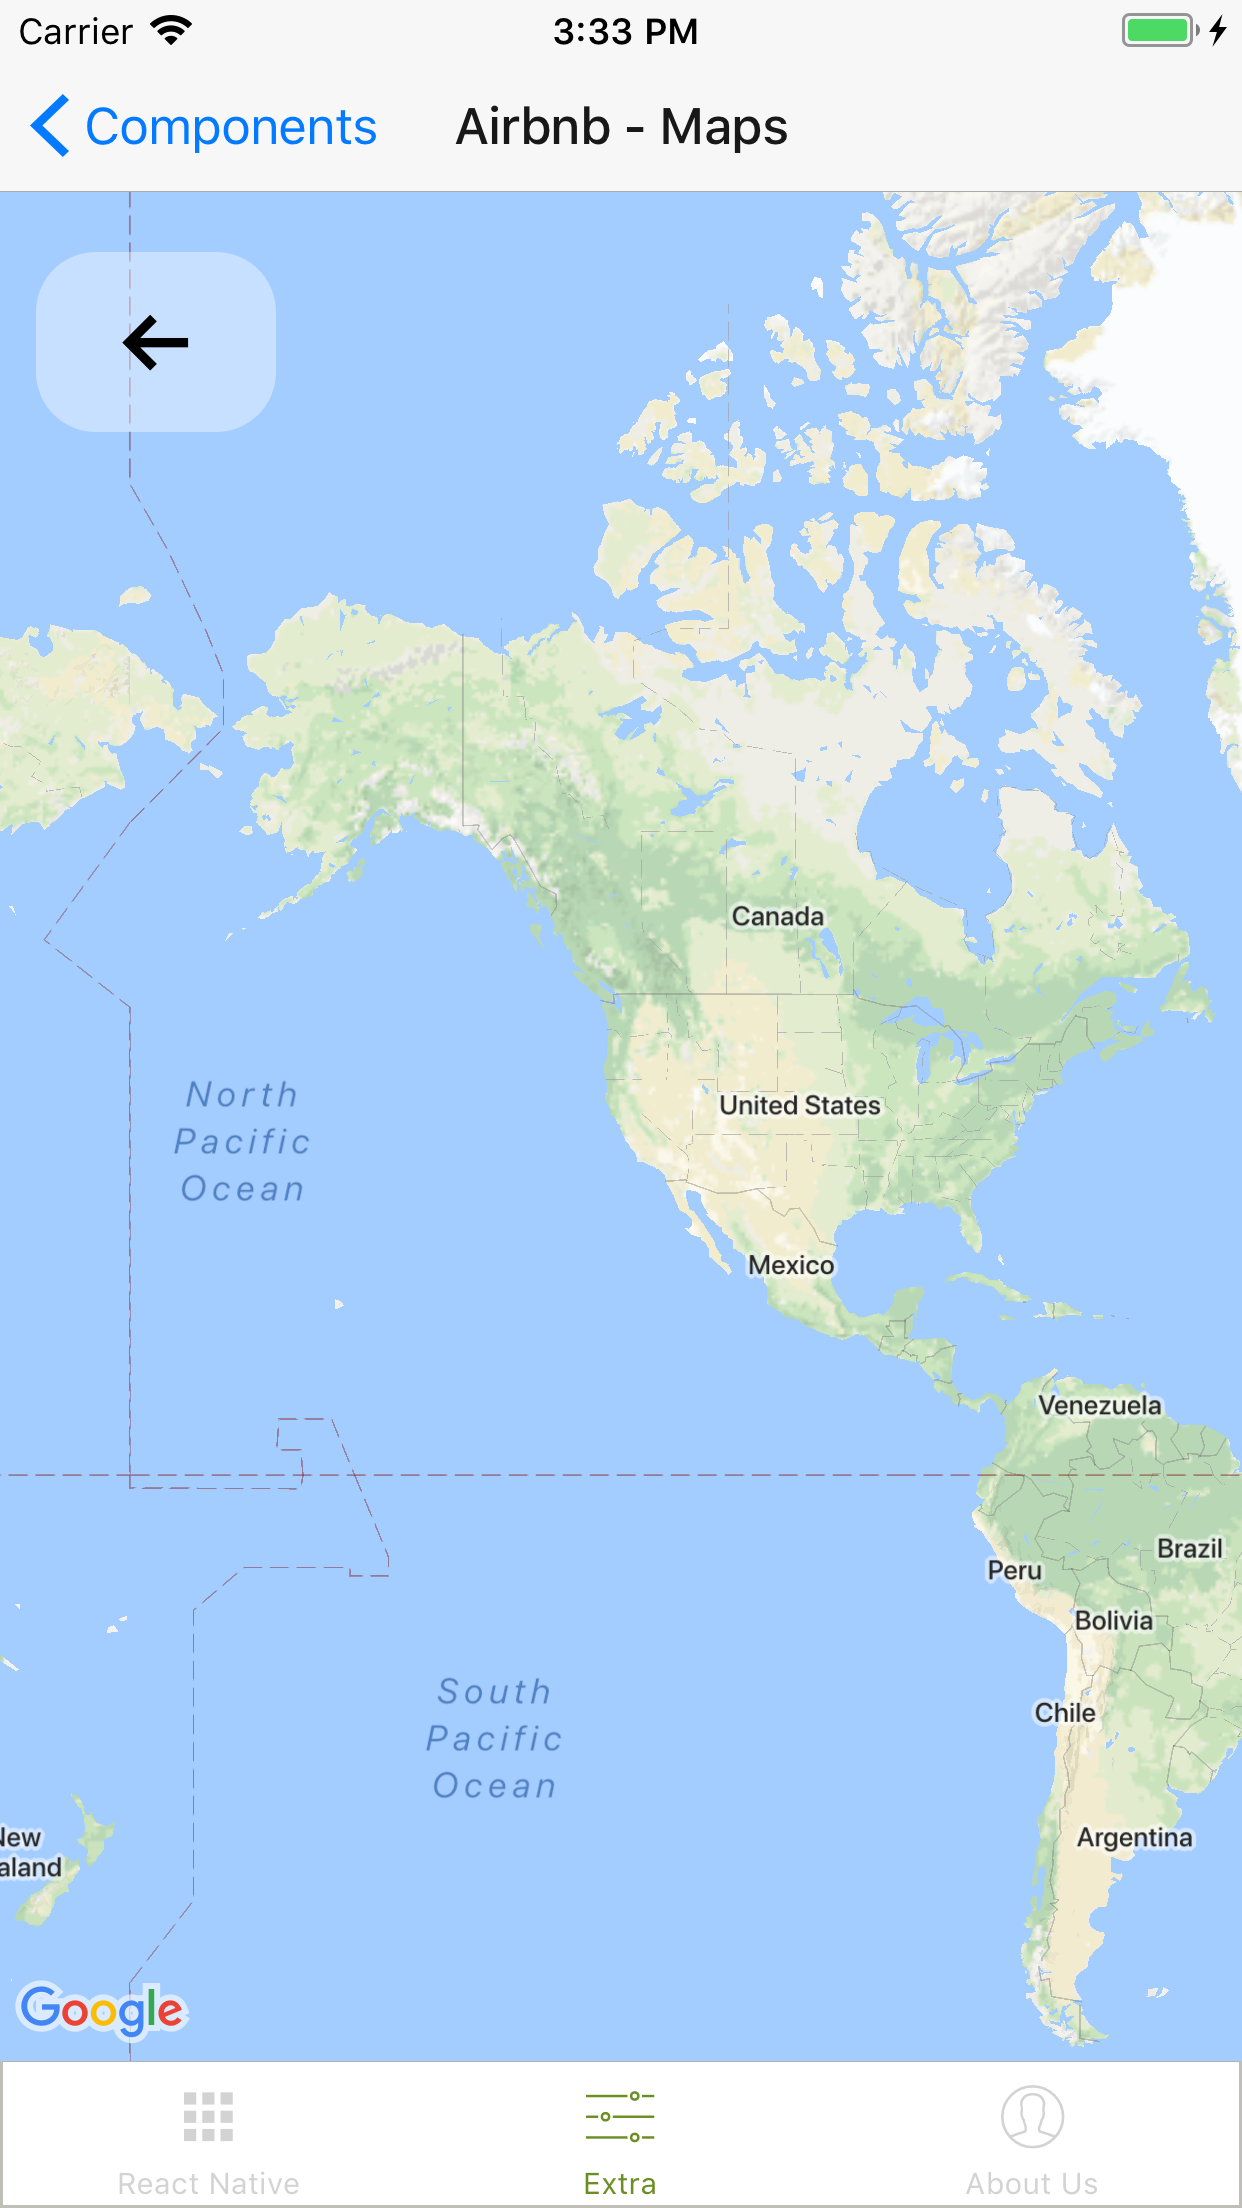 Carrier 3:33 PM
Components Airbnb - Maps
Canada
North
Pacific
Ocean
United States
Mexico
Venezuela
Brazil
Peru
Bolivia
South
Pacific
Ocean
Chile
New
aland
Argentina
Google
React Native Extra About Us